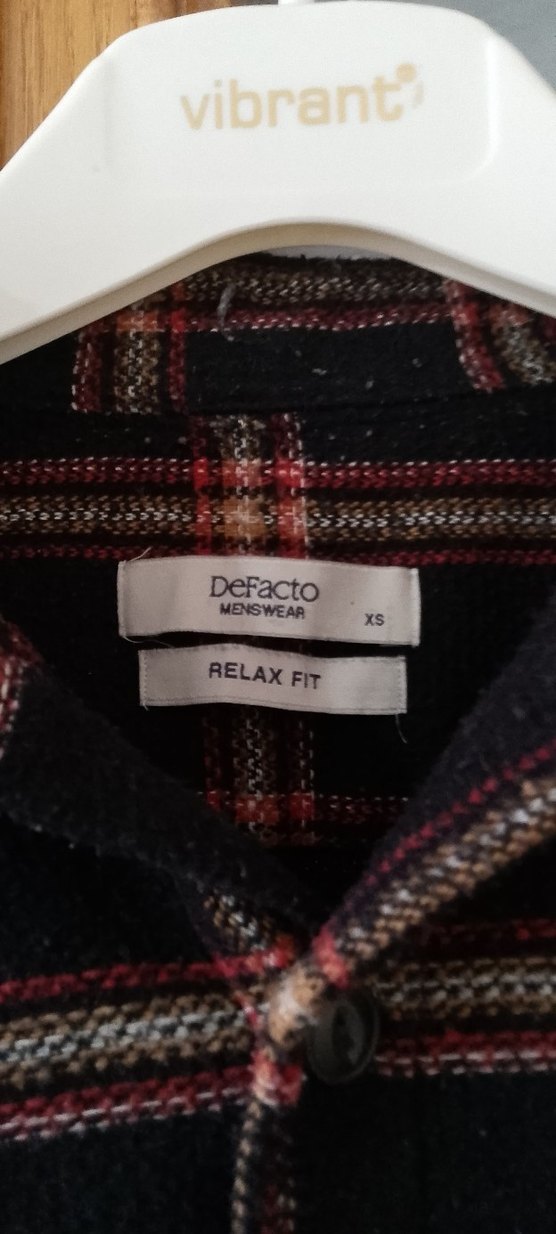 vibrant
DeFacto
MENSWEAR
XS
RELAX FIT